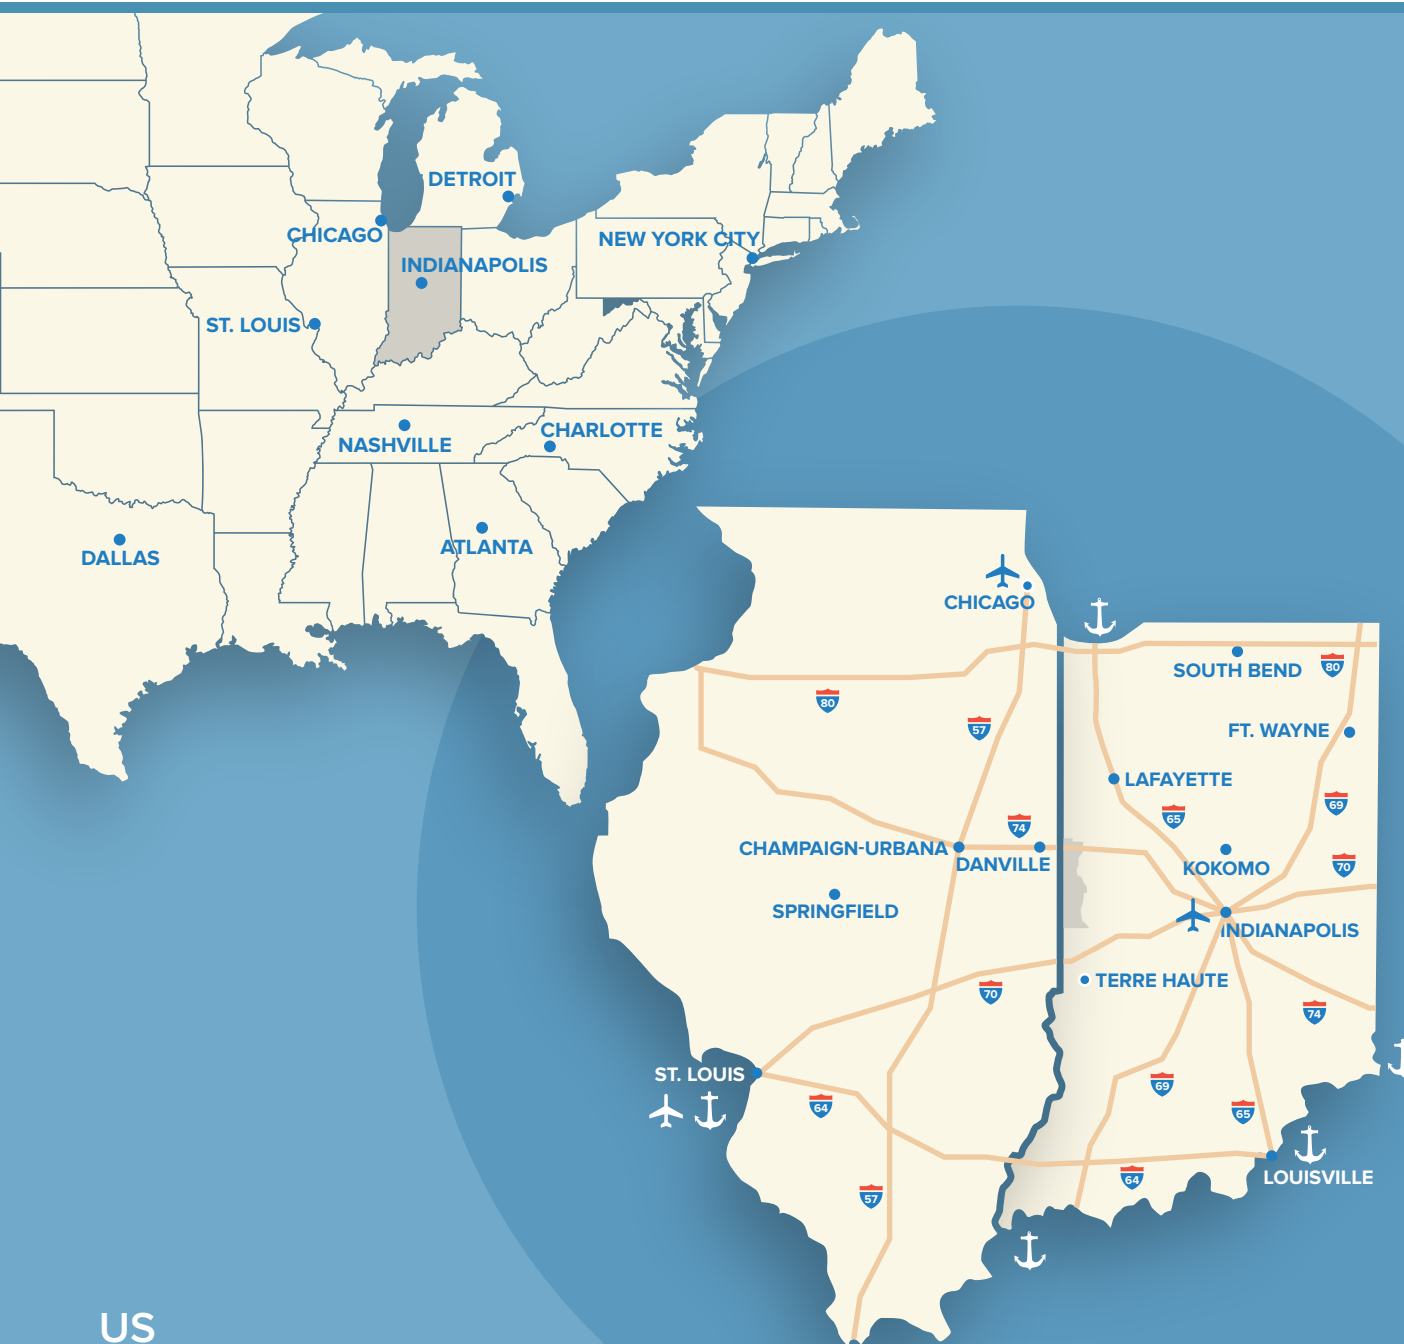 DETROIT
CHICAGO
NEW YORK CITY
INDIANAPOLIS
ST. LOUIS
CHARLOTTE
NASHVILLE
ATLANTA
DALLAS
CHICAGO
SOUTH BEND
80
80
57
FT. WAYNE
LAFAYETTE
69
65
74
CHAMPAIGN-URBANA
DANVILLE
KOKOMO
70
SPRINGFIELD
INDIANAPOLIS
TERRE HAUTE
70
74
ST. LOUIS
64
69
65
LOUISVILLE
64
57
US